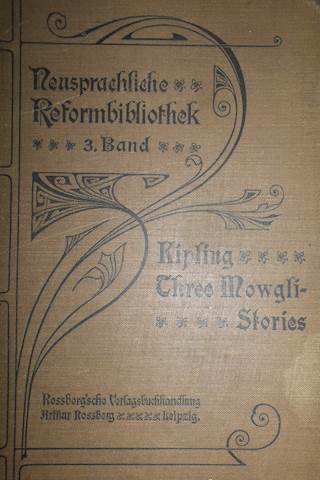 Neusprachliche
Reformbibliothek
3. Band
Kipling
Three Mowgli-
Stories
Rossberg'sche Verlagsbuchhandlung
Arthur Rossberg Leipzig.